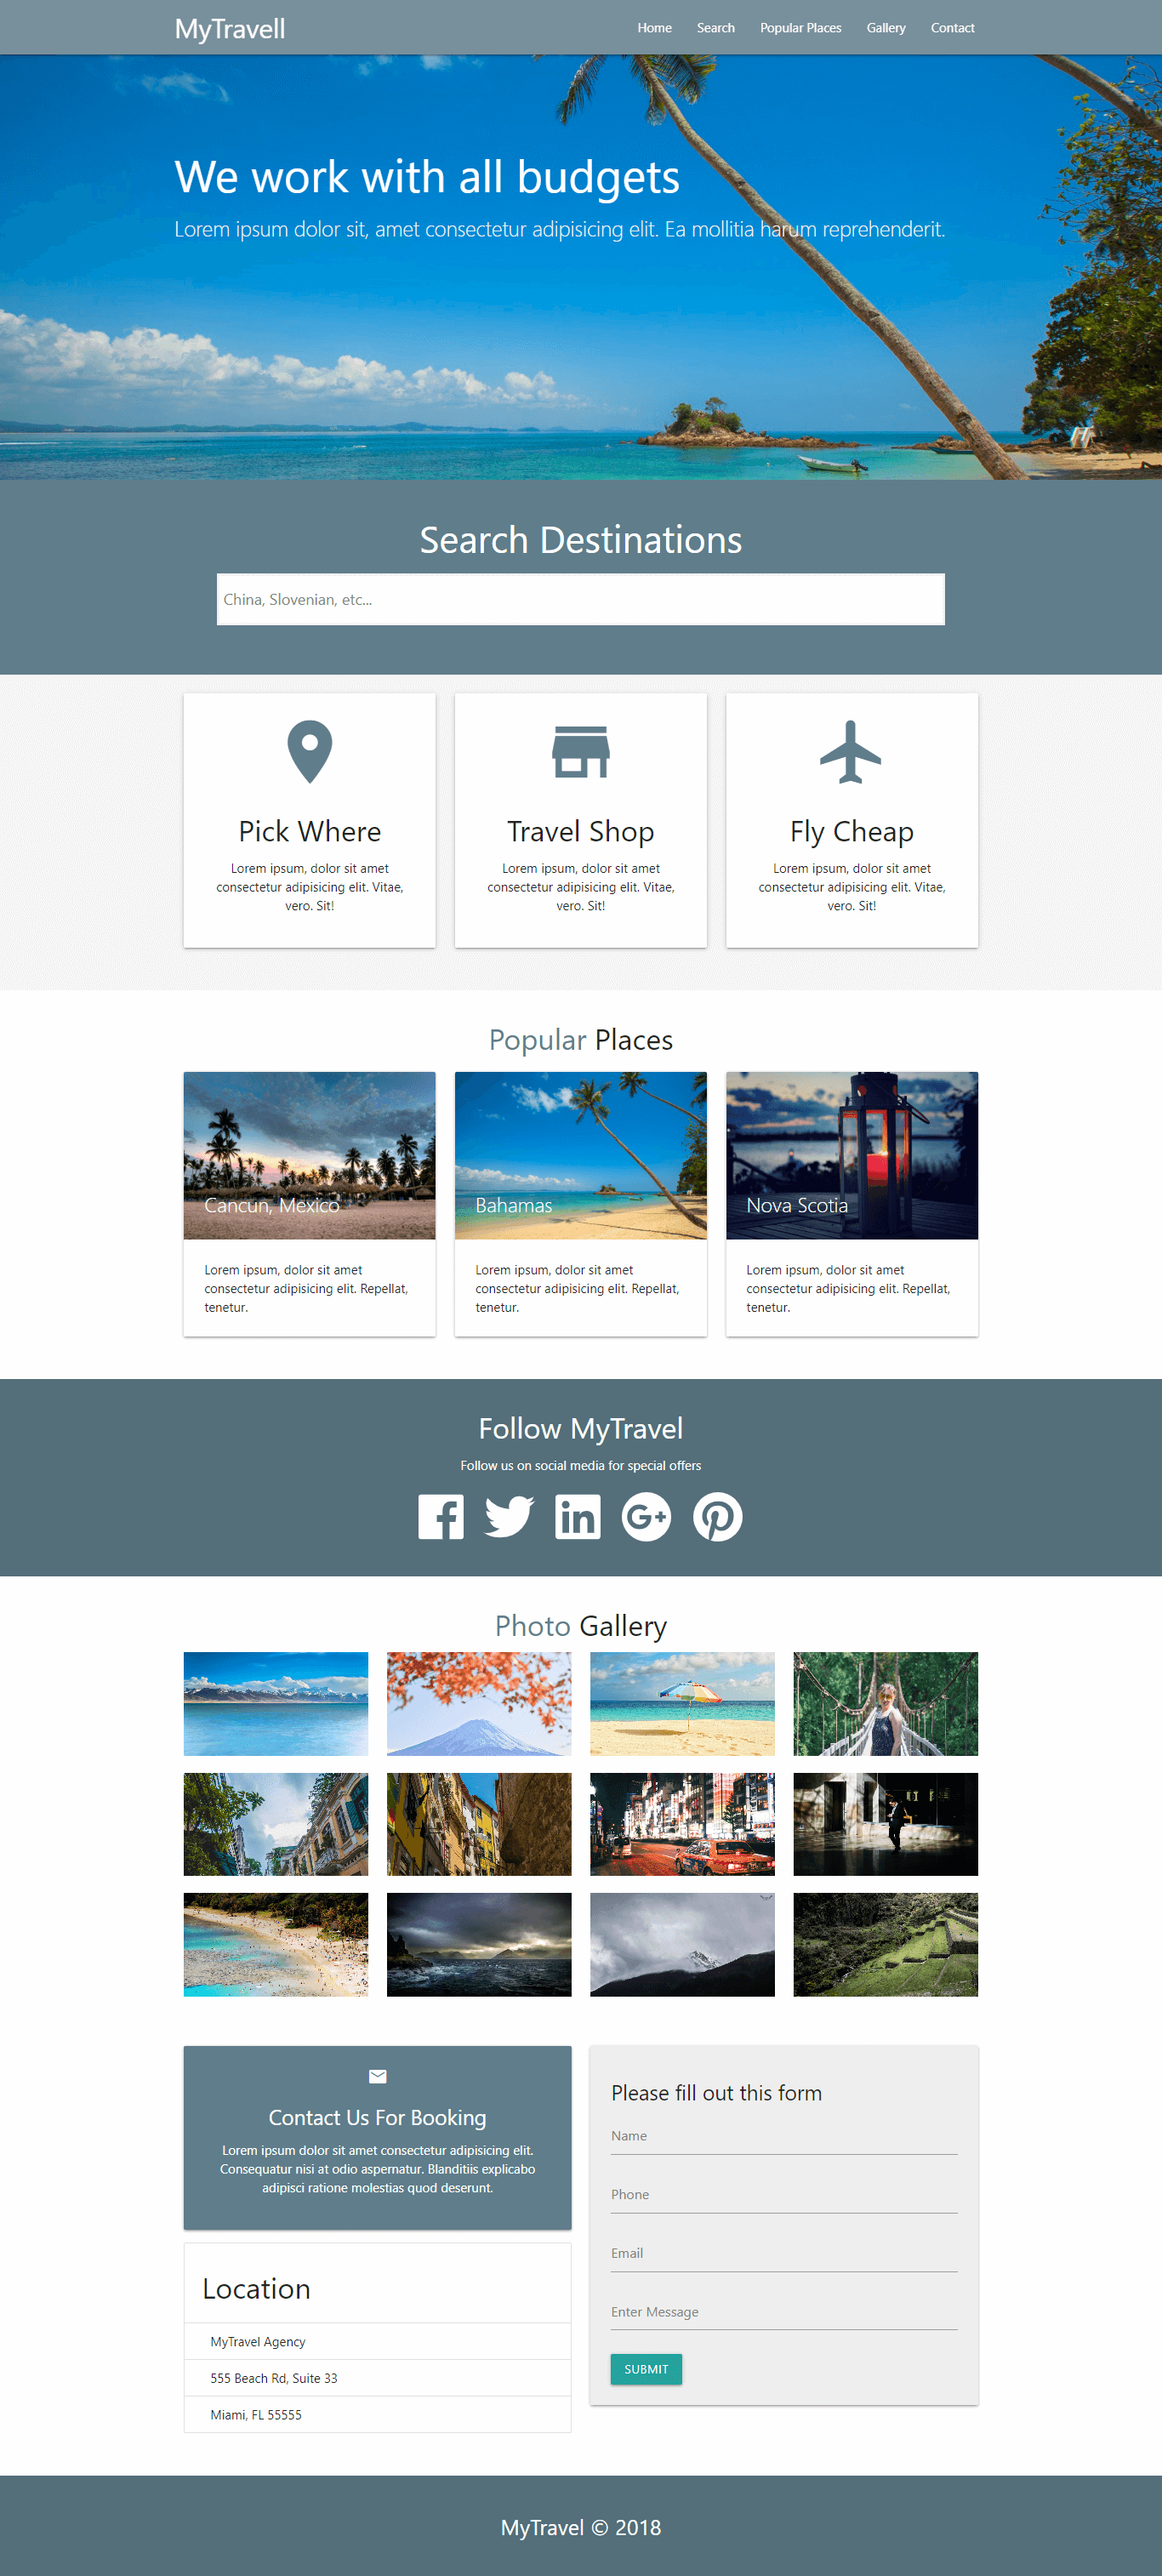 MyTravell
Home Search Popular Places Gallery Contact
We work with all budgets
Lorem ipsum dolor sit, amet consectetur adipisicing elit. Ea mollitia harum reprehenderit.
Search Destinations
China, Slovenian, etc...
Pick Where
Lorem ipsum, dolor sit amet
consectetur adipisicing elit. Vitae,
vero. Sit!
Travel Shop
Lorem ipsum, dolor sit amet
consectetur adipisicing elit. Vitae,
vero. Sit!
Fly Cheap
Lorem ipsum, dolor sit amet
consectetur adipisicing elit. Vitae,
vero. Sit!
Popular Places
Cancun, Mexico
Lorem ipsum, dolor sit amet
consectetur adipisicing elit. Repellat,
tenetur.
Bahamas
Lorem ipsum, dolor sit amet
consectetur adipisicing elit. Repellat,
tenetur.
Nova Scotia
Lorem ipsum, dolor sit amet
consectetur adipisicing elit. Repellat,
tenetur.
Follow MyTravel
Follow us on social media for special offers
Photo Gallery
Contact Us For Booking
Lorem ipsum dolor sit amet consectetur adipisicing elit.
Consequatur nisi at odio aspernatur. Blanditiis explicabo
adipisci ratione molestias quod deserunt.
Location
MyTravel Agency
555 Beach Rd, Suite 33
Miami, FL 55555
Please fill out this form
Name
Phone
Email
Enter Message
SUBMIT
MyTravel © 2018